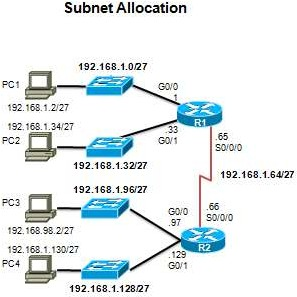 Subnet Allocation
192.168.1.0/27
PC1
G0/0
1
192.168.1.2/27
R1
192.168.1.34/27
.33
G0/1
PC2
.65
S0/0/0
192.168.1.32/27
192.168.1.64/27
192.168.1.96/27
PC3
G0/0
.97
.66
S0/0/0
192.168.98.2/27
R2
192.168.1.130/27
.129
G0/1
PC4
192.168.1.128/27